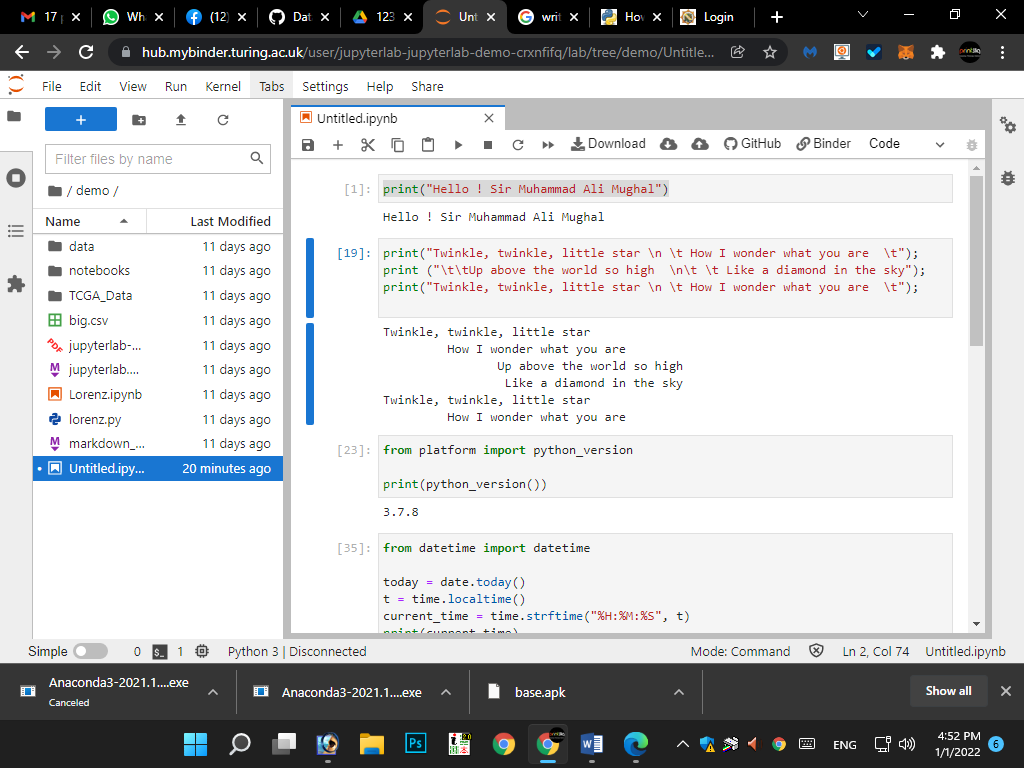 17 p
Wha
(12)
Dat
123
Unt
writ
Hov
Login
hub.mybinder.turing.ac.uk/user/jupyterlab-jupyterlab-demo-crxnfifq/lab/tree/demo/Untitle...
File Edit View Run Kernel Tabs Settings Help Share
Filter files by name
/ demo /
Name Last Modified
data 11 days ago
notebooks 11 days ago
TCGA_Data 11 days ago
big.csv 11 days ago
jupyterlab-... 11 days ago
jupyterlab.... 11 days ago
Lorenz.ipynb 11 days ago
lorenz.py 11 days ago
markdown_... 11 days ago
Untitled.ipy... 20 minutes ago
Untitled.ipynb
Download GitHub Binder Code
[1]: print("Hello ! Sir Muhammad Ali Mughal")
Hello ! Sir Muhammad Ali Mughal
[19]: print("Twinkle, twinkle, little star \n \t How I wonder what you are  \t");
print ("\t\tUp above the world so high  \n\t \t Like a diamond in the sky");
print("Twinkle, twinkle, little star \n \t How I wonder what you are  \t");
Twinkle, twinkle, little star
How I wonder what you are
Up above the world so high
Like a diamond in the sky
Twinkle, twinkle, little star
How I wonder what you are
[23]: from platform import python_version
print(python_version())
3.7.8
[35]: from datetime import datetime
today = date.today()
t = time.localtime()
current_time = time.strftime("%H:%M:%S", t)
print(current_time)
Simple 0 $_ 1 Python 3 | Disconnected Mode: Command Ln 2, Col 74 Untitled.ipynb
Anaconda3-2021.1....exe
Canceled
Anaconda3-2021.1....exe
base.apk
Show all
Ps
ENG
4:52 PM
1/1/2022
6